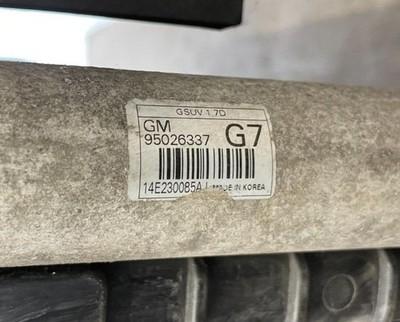 GSUV 1.7D
GM
95026337 G7
14E230085A MADE IN KOREA